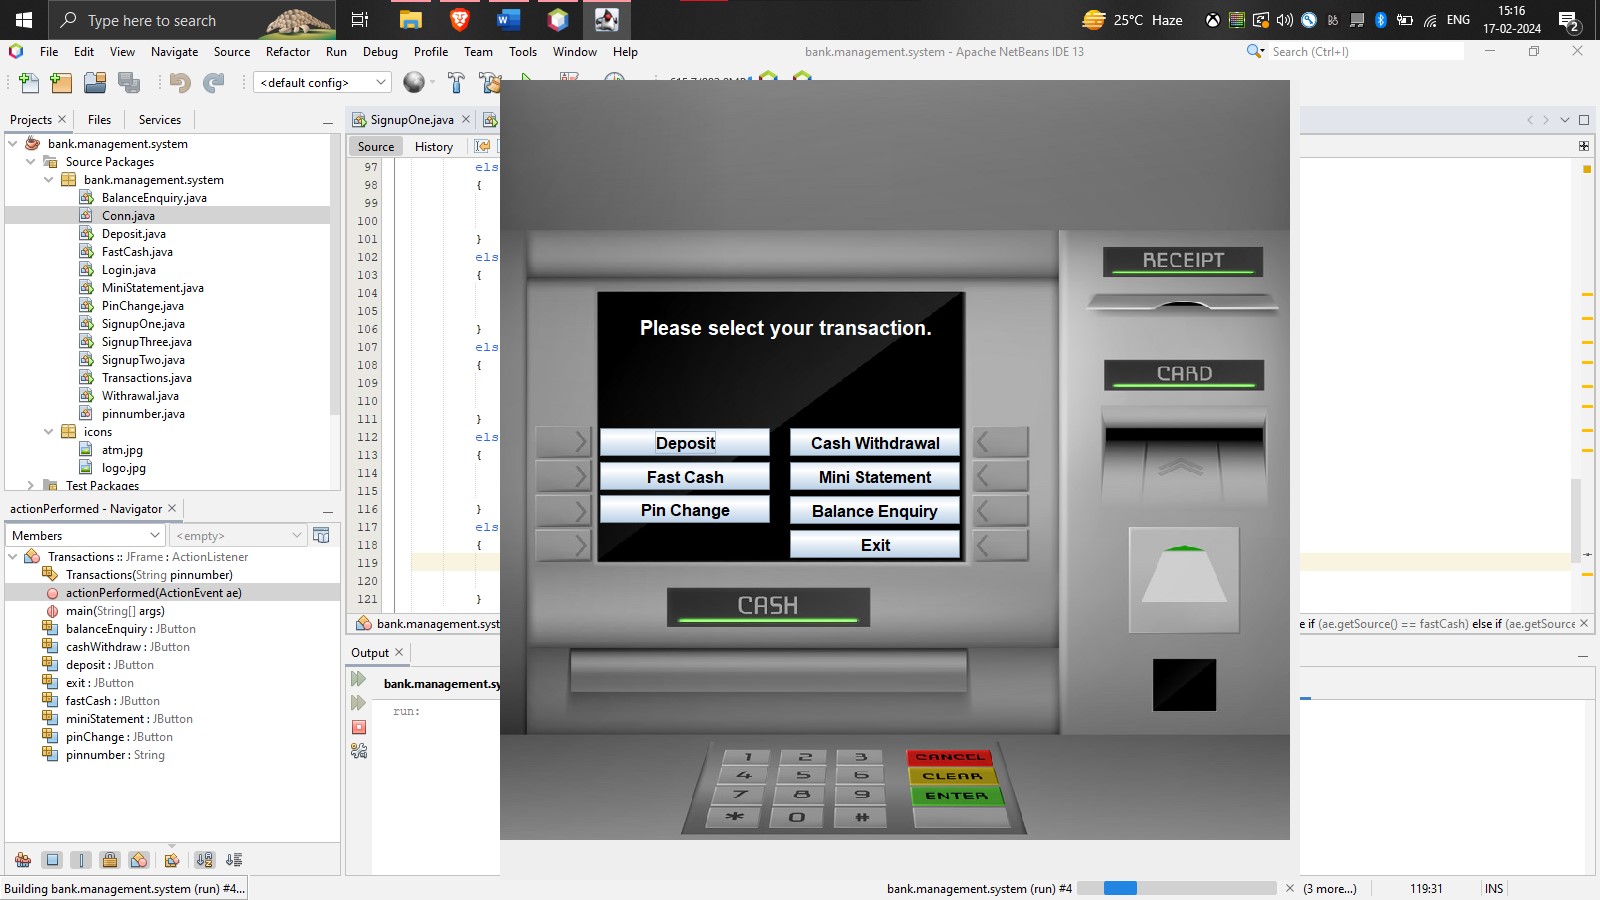 Type here to search
25°C Haze
ENG
15:16
17-02-2024
2
File Edit View Navigate Source Refactor Run Debug Profile Team Tools Window Help
bank.management.system - Apache NetBeans IDE 13
Search (Ctrl+I)
<default config>
Projects
Files
Services
SignupOne.java
Source
History
bank.management.system
Source Packages
bank.management.system
BalanceEnquiry.java
Conn.java
Deposit.java
FastCash.java
Login.java
MiniStatement.java
PinChange.java
SignupOne.java
SignupThree.java
SignupTwo.java
Transactions.java
Withrawal.java
pinnumber.java
icons
atm.jpg
logo.jpg
Test Packages
97 els
98 {
99
100
101 }
102 els
103 {
104
105
106 }
107 els
108 {
109
110
111 }
112 els
113 {
114
115
116 }
117 els
118 {
119
120
121 }
bank.management.syst
e if (ae.getSource() == fastCash) else if (ae.getSource
actionPerformed - Navigator
Members
<empty>
Transactions :: JFrame : ActionListener
Transactions(String pinnumber)
actionPerformed(ActionEvent ae)
main(String[] args)
balanceEnquiry : JButton
cashWithdraw : JButton
deposit : JButton
exit : JButton
fastCash : JButton
miniStatement : JButton
pinChange : JButton
pinnumber : String
Output
bank.management.sy
run:
Please select your transaction.
Deposit
Cash Withdrawal
Fast Cash
Mini Statement
Pin Change
Balance Enquiry
Exit
RECEIPT
CARD
CASH
1 2 3 CANCEL
4 5 6 CLEAR
7 8 9 ENTER
* 0 #
Building bank.management.system (run) #4...
bank.management.system (run) #4
(3 more...)
119:31
INS